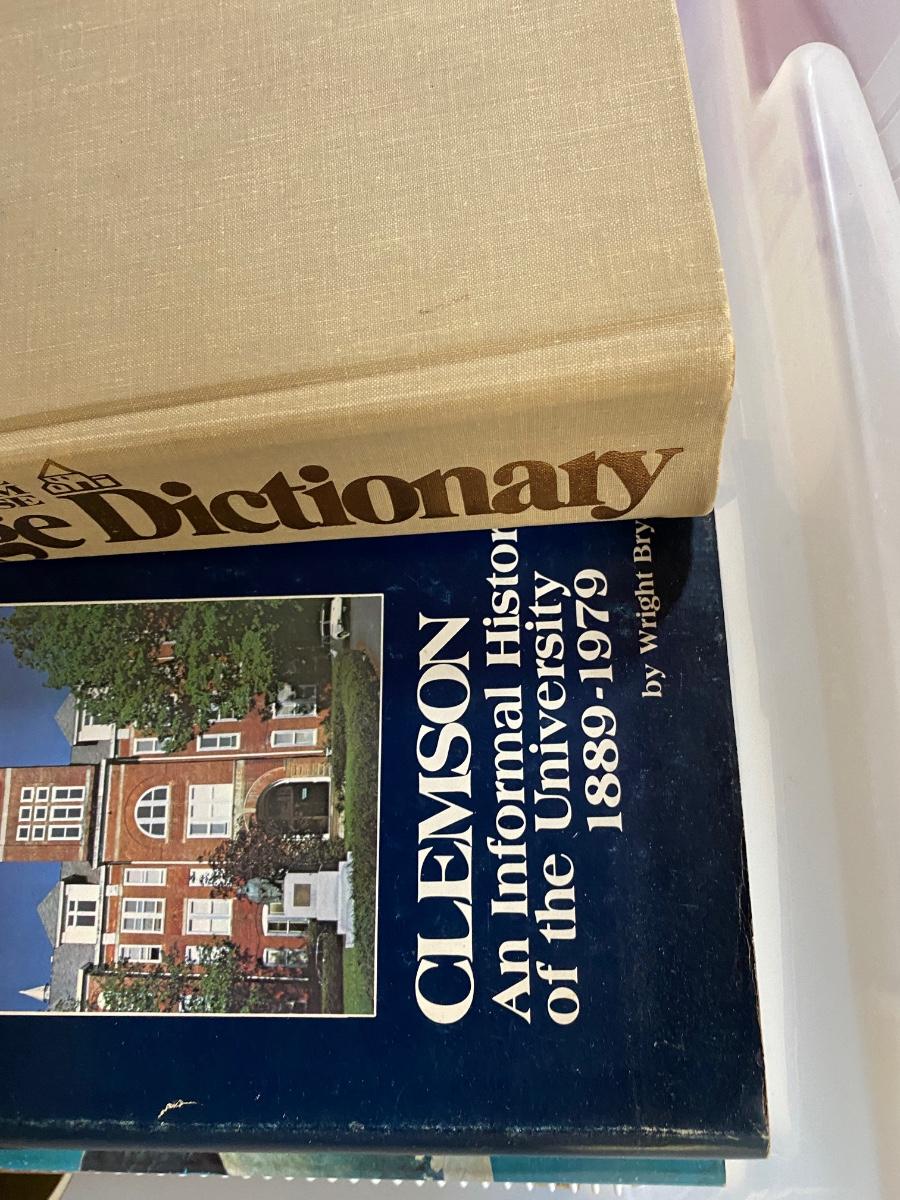 ge Dictionary
CLEMSON
An Informal Histor
of the University
1889-1979
by Wright Bry